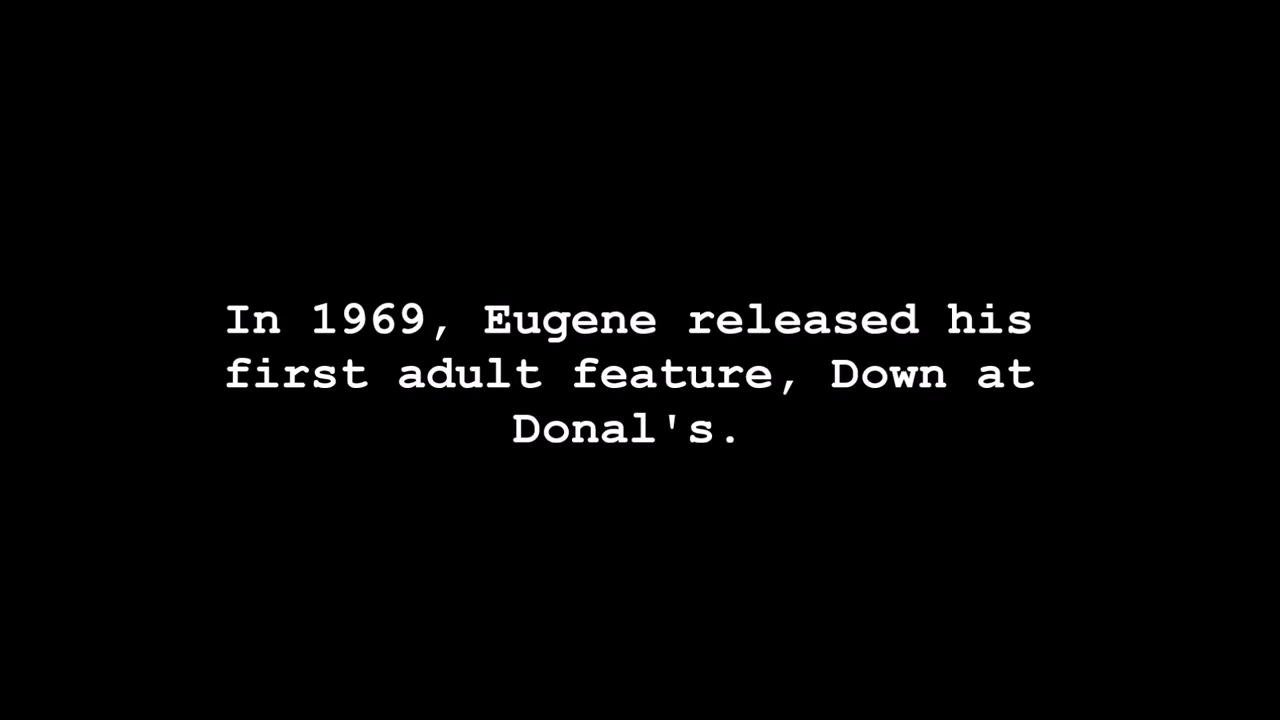 In 1969, Eugene released his
first adult feature, Down at
Donal's.